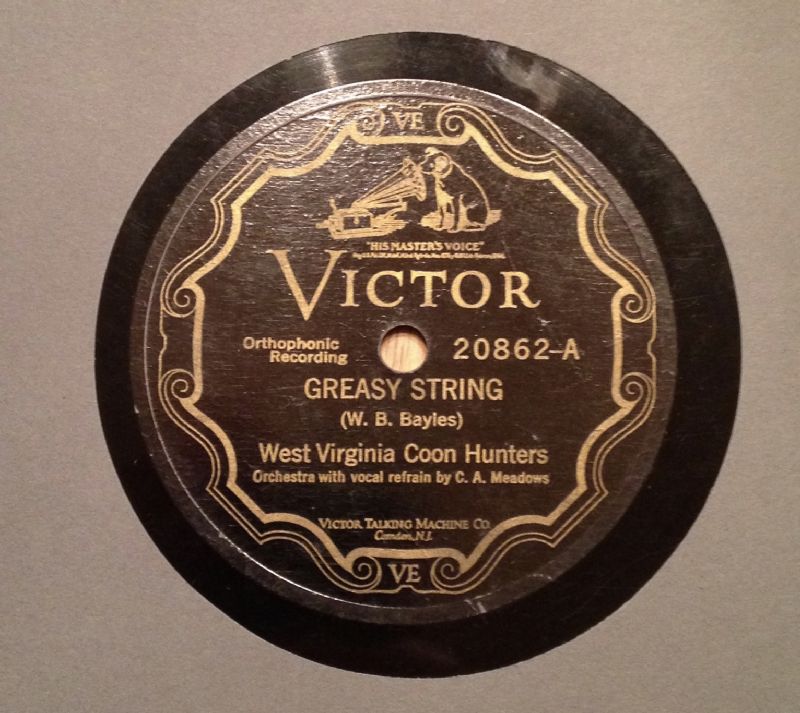 VE
"HIS MASTER'S VOICE"
VICTOR
Orthophonic
Recording
20862-A
GREASY STRING
(W. B. Bayles)
West Virginia Coon Hunters
Orchestra with vocal refrain by C. A. Meadows
VICTOR TALKING MACHINE CO.
Camden, N.J.
VE